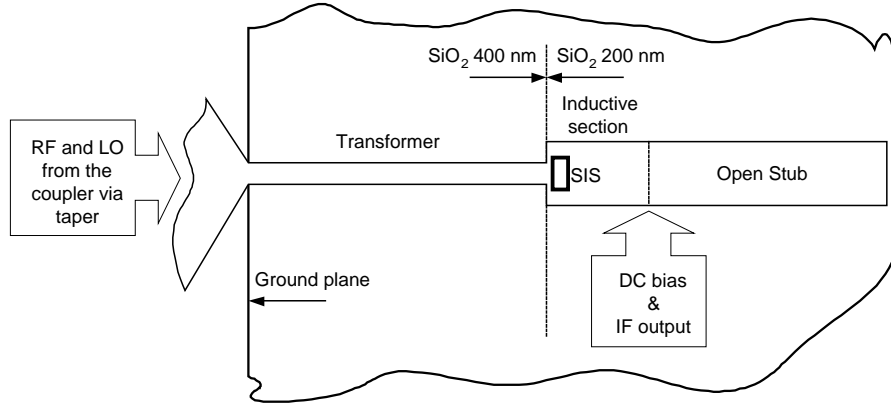 SiO2 400 nm
SiO2 200 nm
Inductive
section
Transformer
RF and LO
from the
coupler via
taper
SIS
Open Stub
Ground plane
DC bias
&
IF output